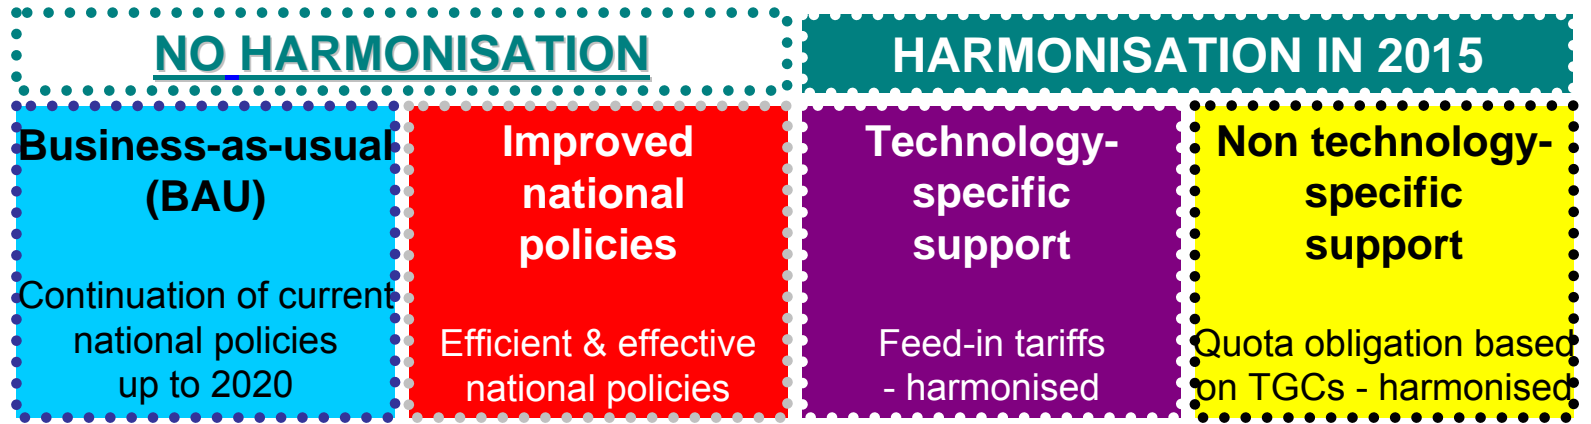 NO HARMONISATION
HARMONISATION IN 2015
Business-as-usual
(BAU)
Continuation of current
national policies
up to 2020
Improved
national
policies
Efficient & effective
national policies
Technology-
specific
support
Feed-in tariffs
- harmonised
Non technology-
specific
support
Quota obligation based
on TGCs - harmonised